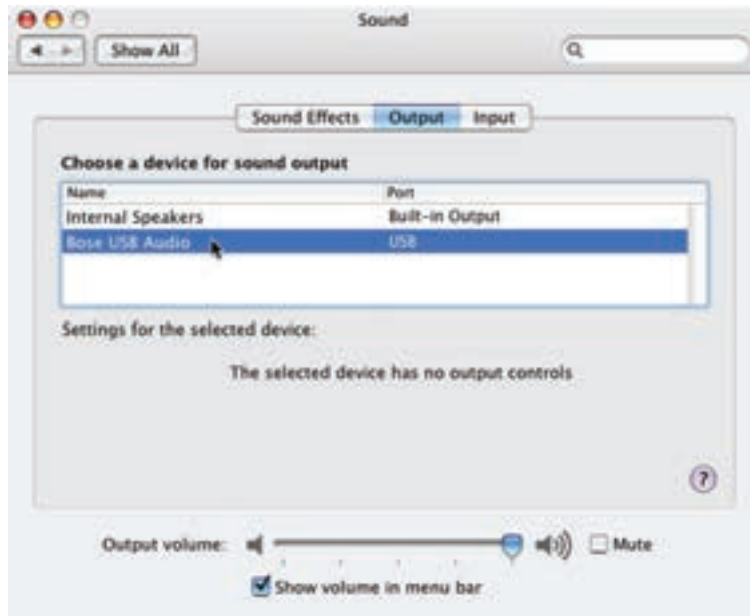 Sound
Show All
Sound Effects Output Input
Choose a device for sound output
Name Port
Internal Speakers Built-in Output
Bose USB Audio USB
Settings for the selected device:
The selected device has no output controls
?
Output volume: Mute
Show volume in menu bar